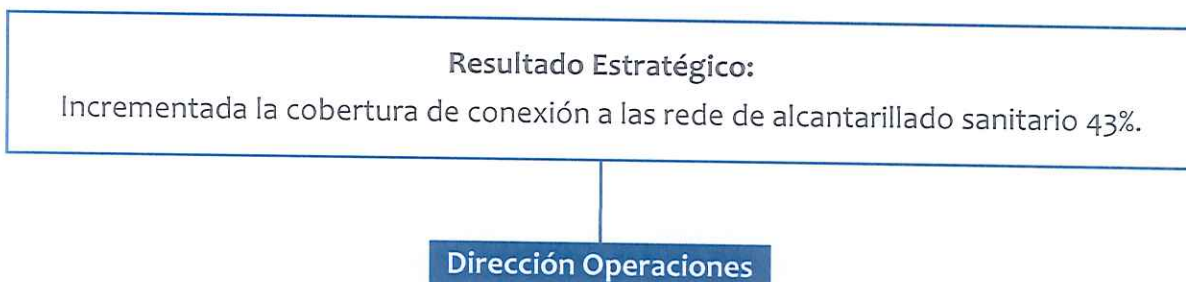 Resultado Estratégico:
Incrementada la cobertura de conexión a las rede de alcantarillado sanitario 43%.
Dirección Operaciones